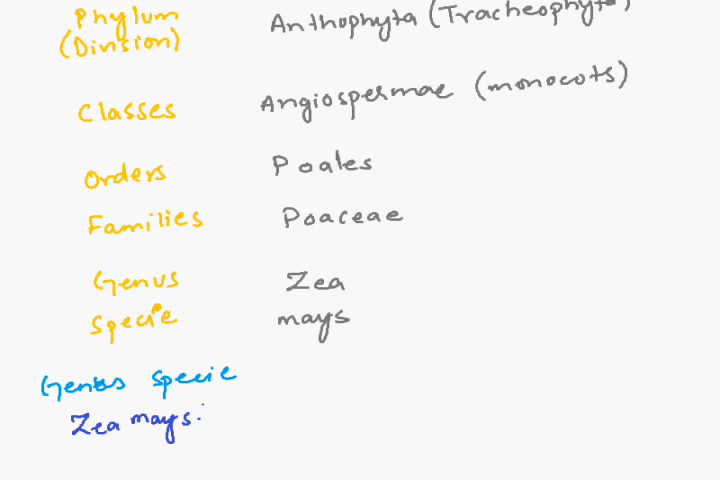 Phylum Anthophyta (Tracheophyta)
(Division)
Classes Angiospermae (monocots)
Orders Poales
Families Poaceae
Genus Zea
Specie mays
Genus specie
Zea mays.